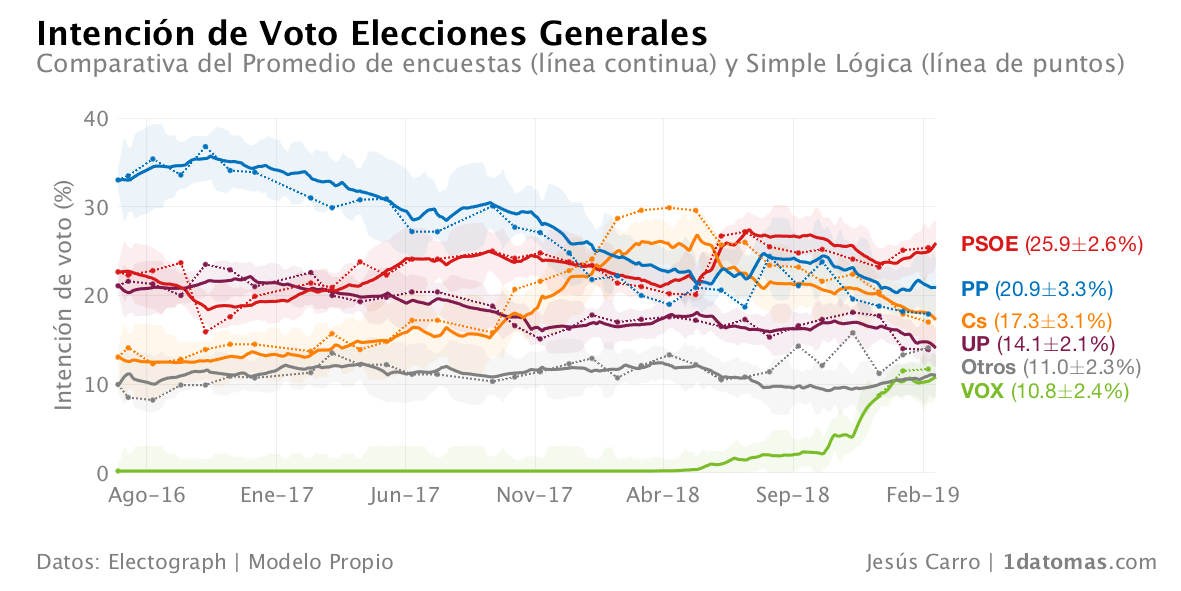 Intención de Voto Elecciones Generales
Comparativa del Promedio de encuestas (línea continua) y Simple Lógica (línea de puntos)
Intención de voto (%)
40
30
20
10
0
Ago-16 Ene-17 Jun-17 Nov-17 Abr-18 Sep-18 Feb-19
PSOE (25.9±2.6%)
PP (20.9±3.3%)
Cs (17.3±3.1%)
UP (14.1±2.1%)
Otros (11.0±2.3%)
VOX (10.8±2.4%)
Datos: Electograph | Modelo Propio
Jesús Carro | 1datomas.com